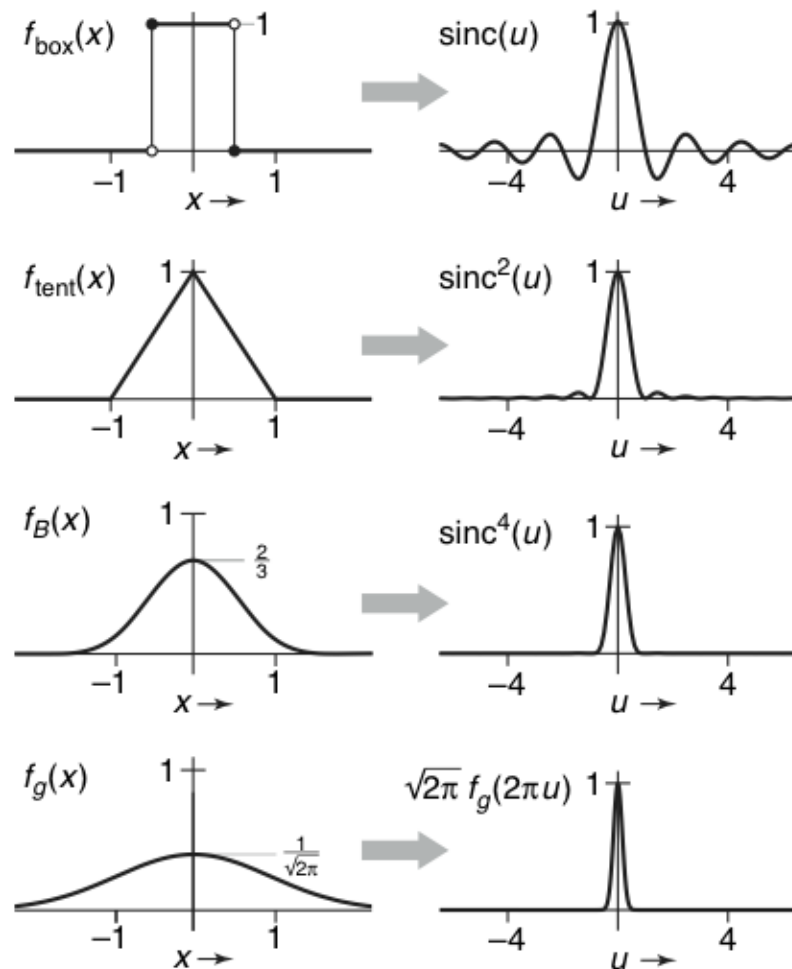 f_box(x) 1 sinc(u) 1
−1 1 −4 4
x → u →
f_tent(x) 1 sinc²(u) 1
−1 1 −4 4
x → u →
f_B(x) 1 2/3 sinc⁴(u) 1
−1 1 −4 4
x → u →
f_g(x) 1 1/√2π √2π f_g(2πu) 1
−1 1 −4 4
x → u →